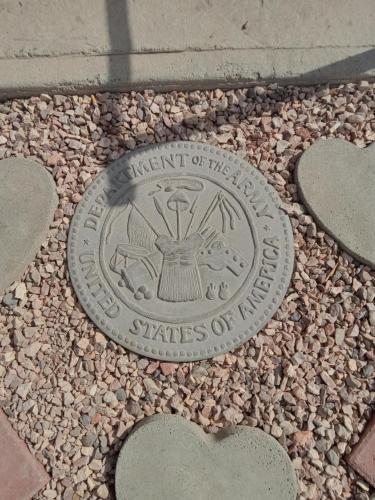 DEPARTMENT OF THE ARMY
UNITED STATES OF AMERICA